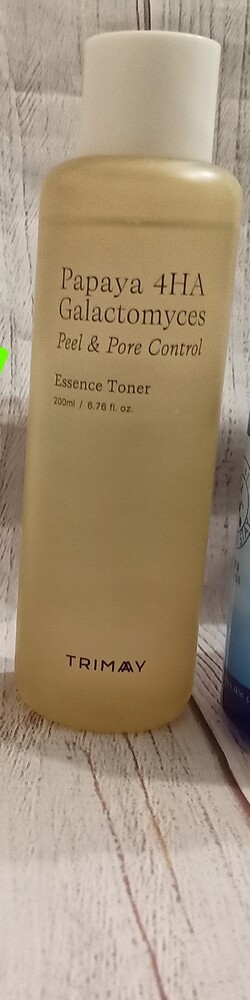 Papaya 4HA
Galactomyces
Peel & Pore Control
Essence Toner
200ml / 6.76 fl. oz.
TRIMAY